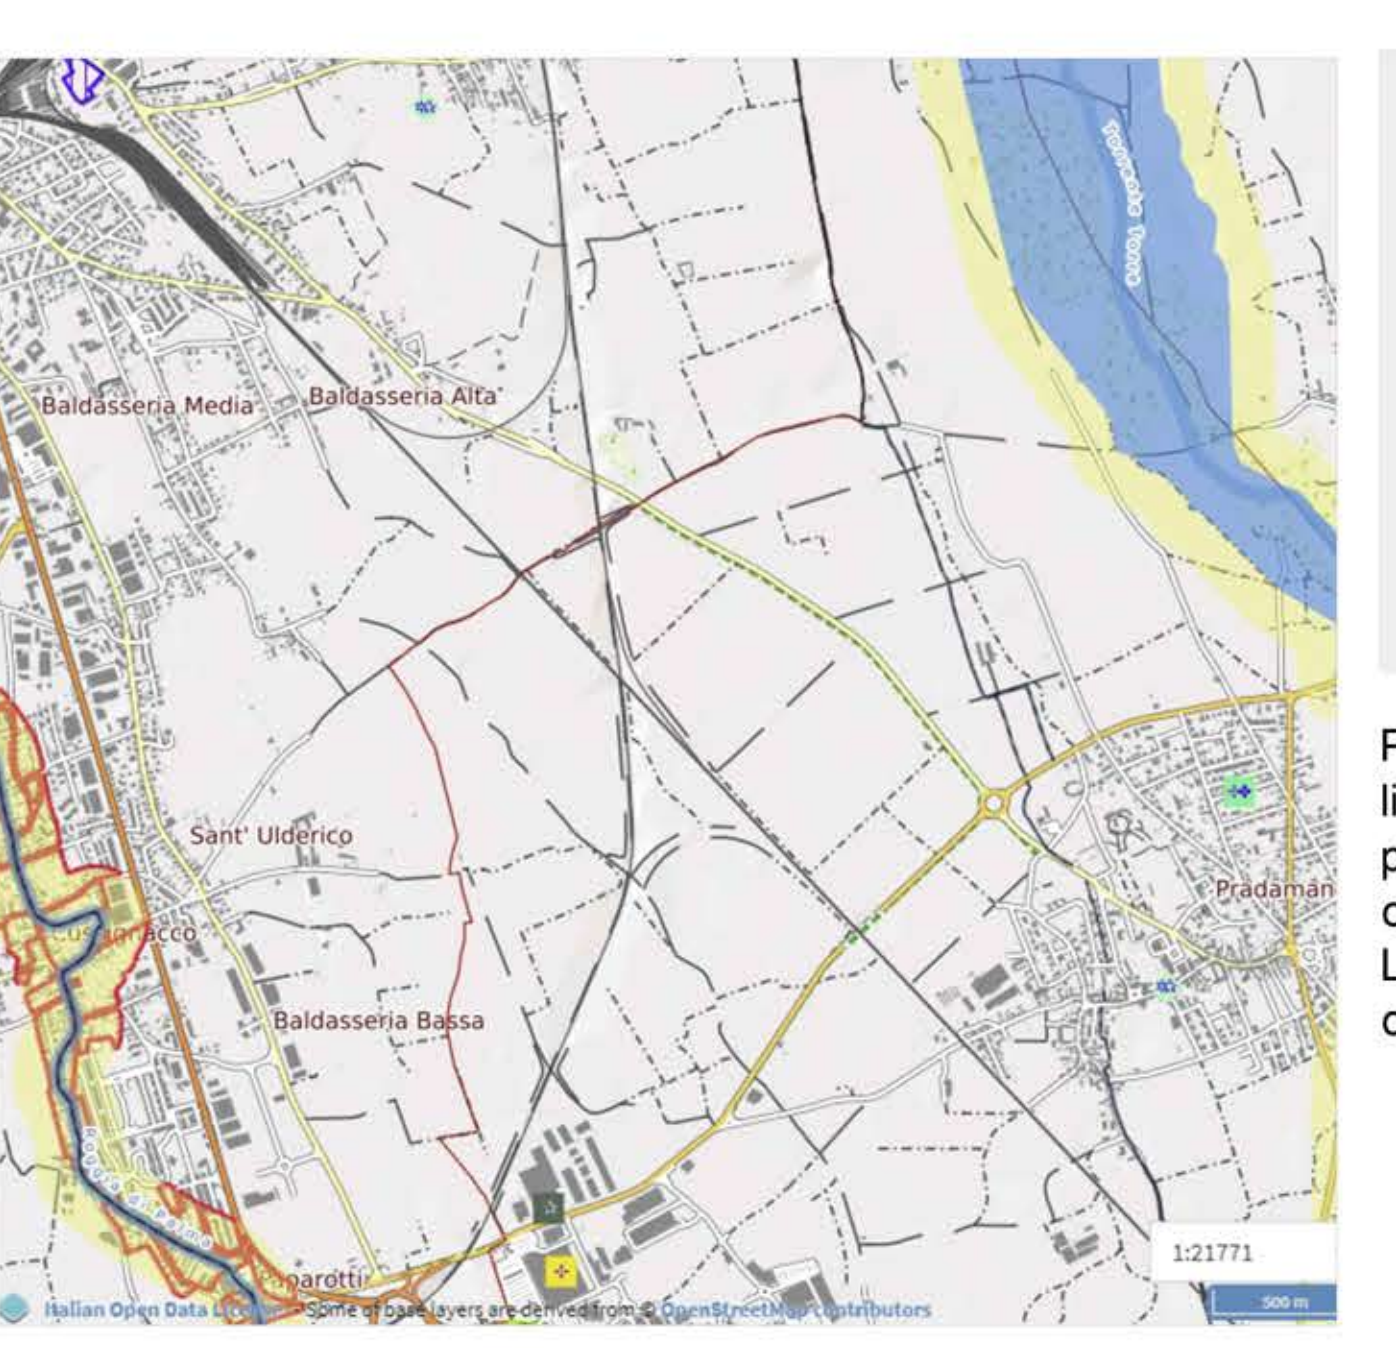 Torrente Torre
Baldasseria Media
Baldasseria Alta'
Sant' Ulderico
Pradaman
Baldasseria Bassa
Roggia di Palma
1:21771
500 m
Italian Open Data - Some of base layers are derived from © OpenStreetMap contributors
F
li
p
L